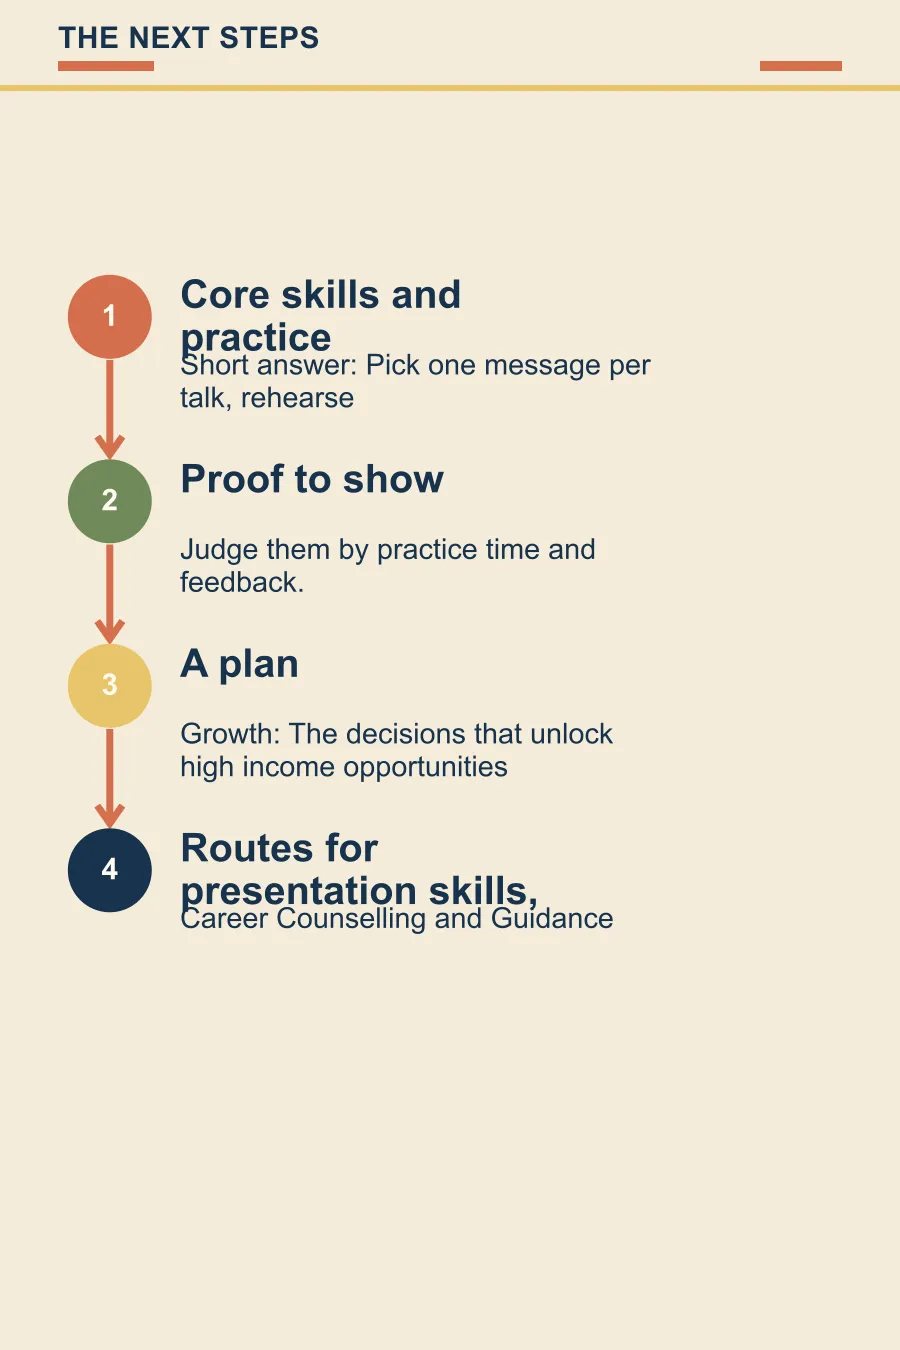 THE NEXT STEPS
1
Core skills and
practice
Short answer: Pick one message per
talk, rehearse
2
Proof to show
Judge them by practice time and
feedback.
3
A plan
Growth: The decisions that unlock
high income opportunities
4
Routes for
presentation skills,
Career Counselling and Guidance